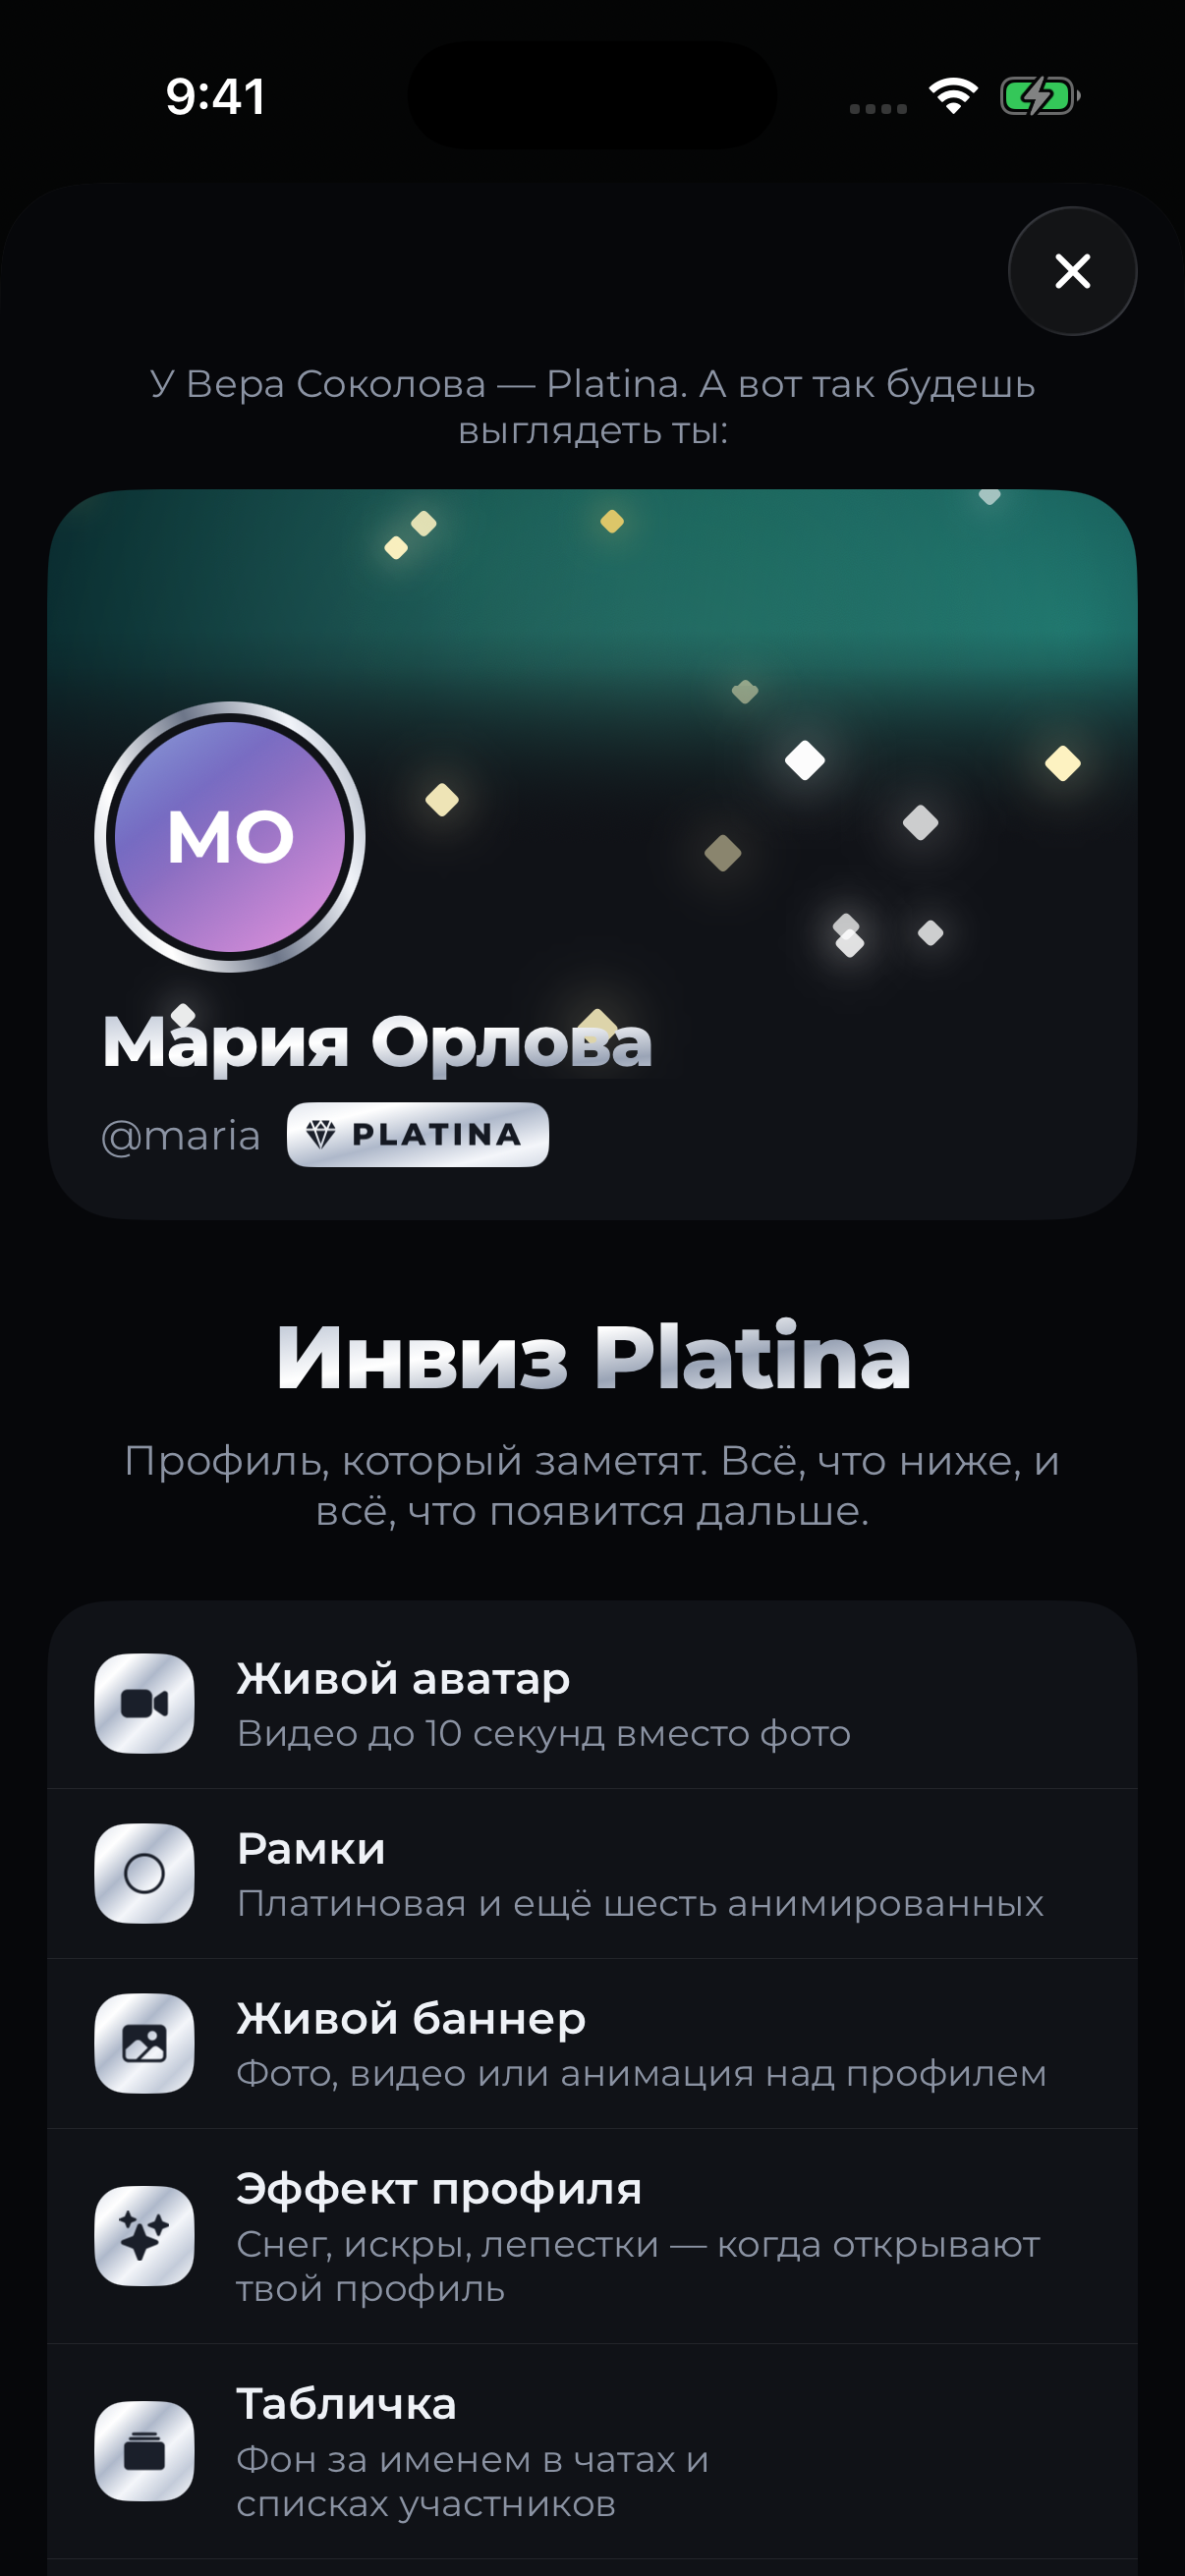 9:41
У Вера Соколова — Platina. А вот так будешь
выглядеть ты:
МО
Мария Орлова
@maria PLATINA
Инвиз Platina
Профиль, который заметят. Всё, что ниже, и
всё, что появится дальше.
Живой аватар
Видео до 10 секунд вместо фото
Рамки
Платиновая и ещё шесть анимированных
Живой баннер
Фото, видео или анимация над профилем
Эффект профиля
Снег, искры, лепестки — когда открывают
твой профиль
Табличка
Фон за именем в чатах и
списках участников